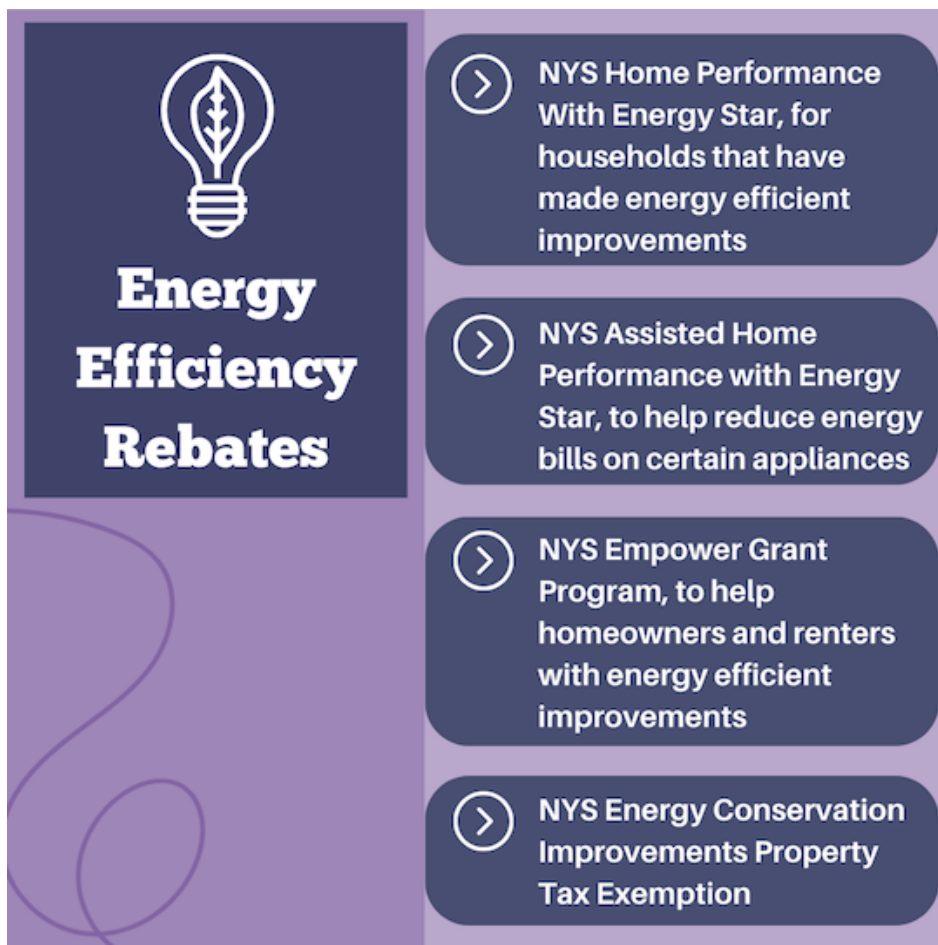 Energy
Efficiency
Rebates
NYS Home Performance
With Energy Star, for
households that have
made energy efficient
improvements
NYS Assisted Home
Performance with Energy
Star, to help reduce energy
bills on certain appliances
NYS Empower Grant
Program, to help
homeowners and renters
with energy efficient
improvements
NYS Energy Conservation
Improvements Property
Tax Exemption